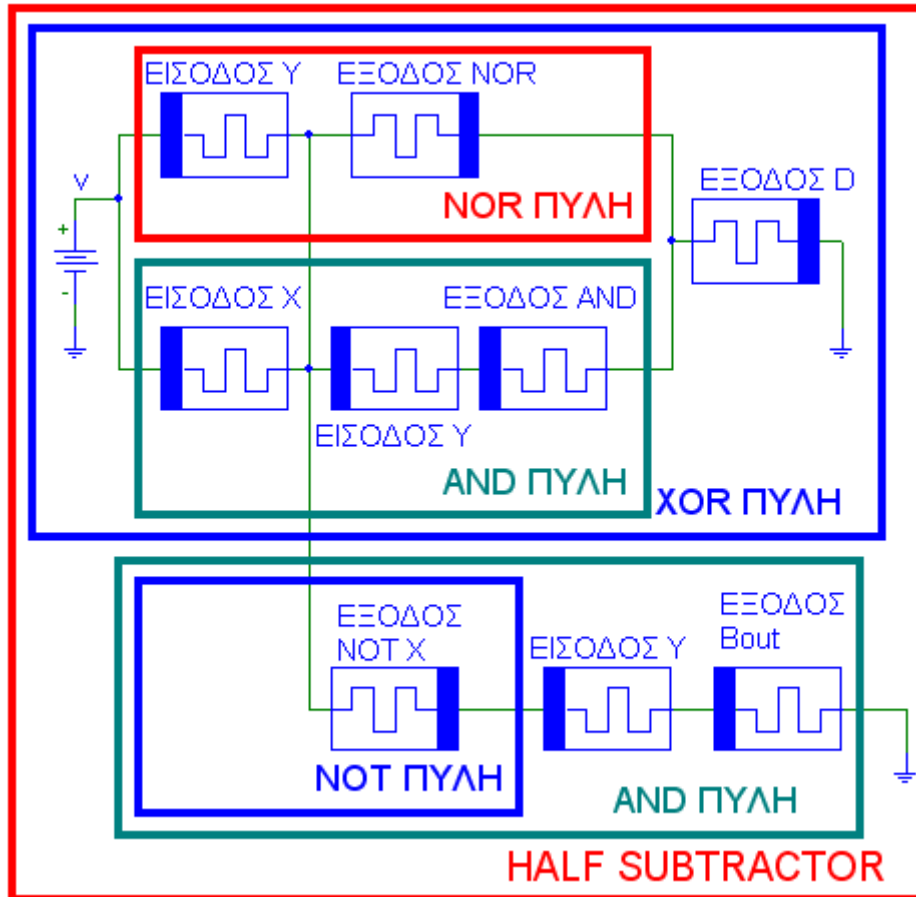 ΕΙΣΟΔΟΣ Υ
ΕΞΟΔΟΣ NOR
V
+
-
NOR ΠΥΛΗ
ΕΞΟΔΟΣ D
ΕΙΣΟΔΟΣ Χ
ΕΞΟΔΟΣ AND
ΕΙΣΟΔΟΣ Υ
AND ΠΥΛΗ
XOR ΠΥΛΗ
ΕΞΟΔΟΣ
NOT X
ΕΙΣΟΔΟΣ Υ
ΕΞΟΔΟΣ
Bout
NOT ΠΥΛΗ
AND ΠΥΛΗ
HALF SUBTRACTOR